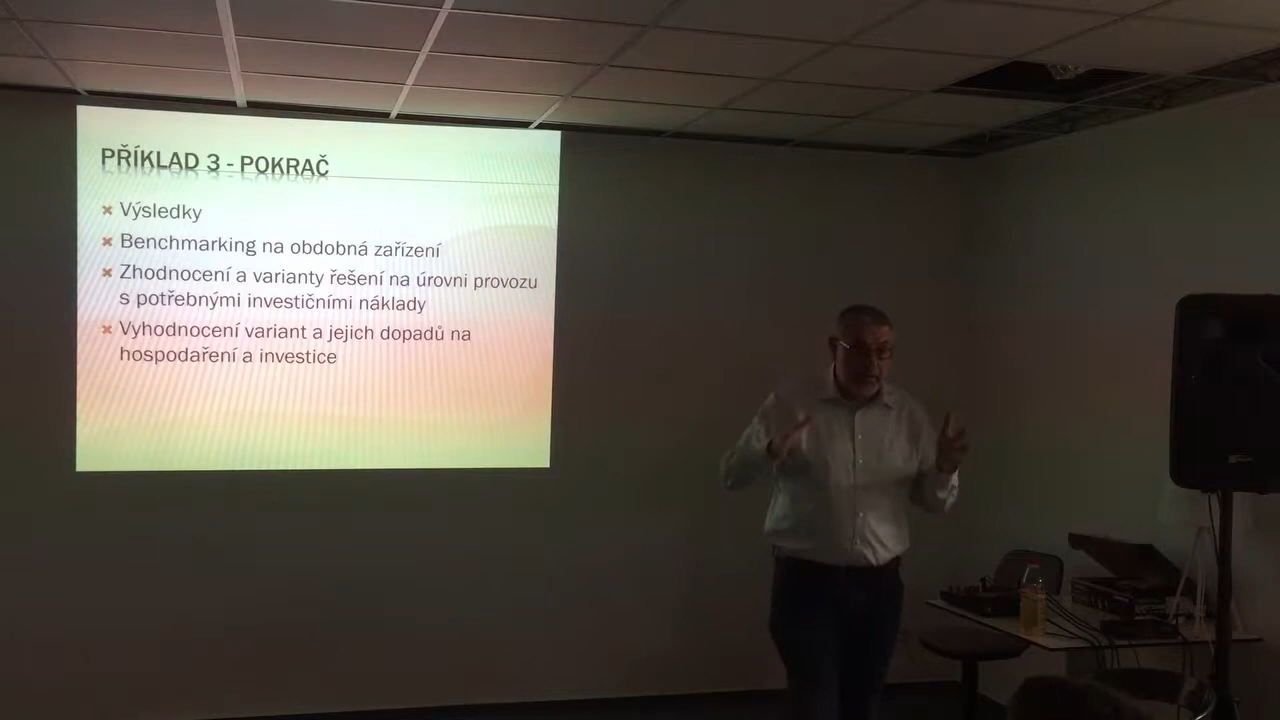 PŘÍKLAD 3 - POKRAČ
Výsledky
Benchmarking na obdobná zařízení
Zhodnocení a varianty řešení na úrovni provozu
s potřebnými investičními náklady
Vyhodnocení variant a jejich dopadů na
hospodaření a investice